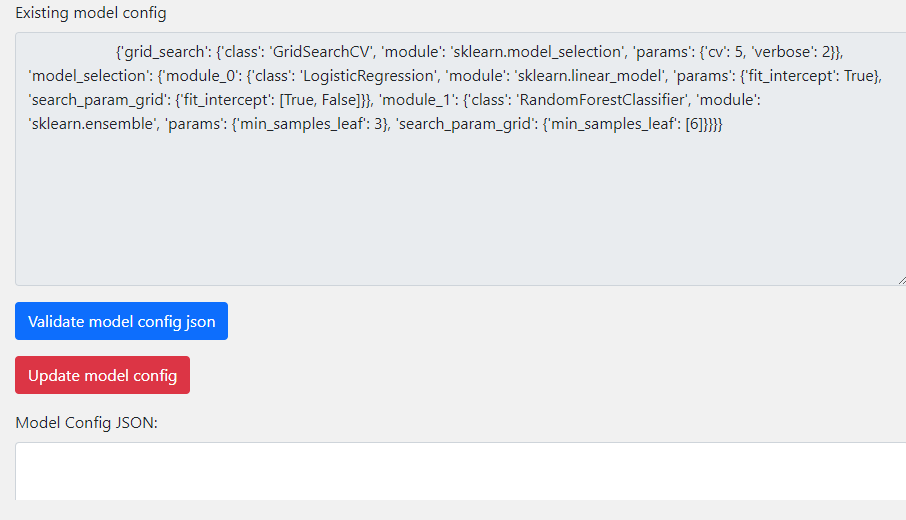 Existing model config
{'grid_search': {'class': 'GridSearchCV', 'module': 'sklearn.model_selection', 'params': {'cv': 5, 'verbose': 2}},
'model_selection': {'module_0': {'class': 'LogisticRegression', 'module': 'sklearn.linear_model', 'params': {'fit_intercept': True},
'search_param_grid': {'fit_intercept': [True, False]}}, 'module_1': {'class': 'RandomForestClassifier', 'module':
'sklearn.ensemble', 'params': {'min_samples_leaf': 3}, 'search_param_grid': {'min_samples_leaf': [6]}}}}
Validate model config json
Update model config
Model Config JSON: